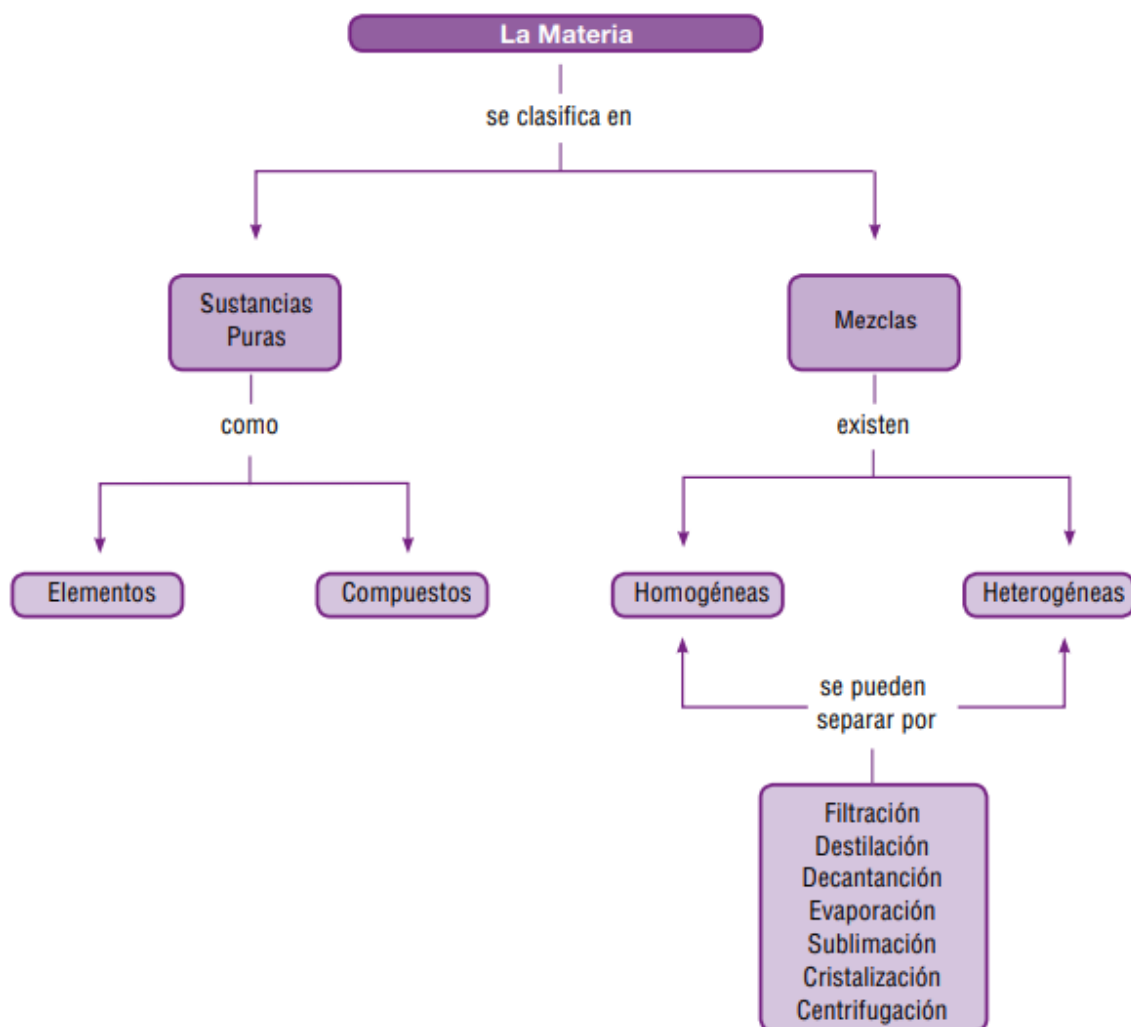 La Materia
se clasifica en
Sustancias
Puras
Mezclas
como
existen
Elementos
Compuestos
Homogéneas
Heterogéneas
se pueden
separar por
Filtración
Destilación
Decantanción
Evaporación
Sublimación
Cristalización
Centrifugación